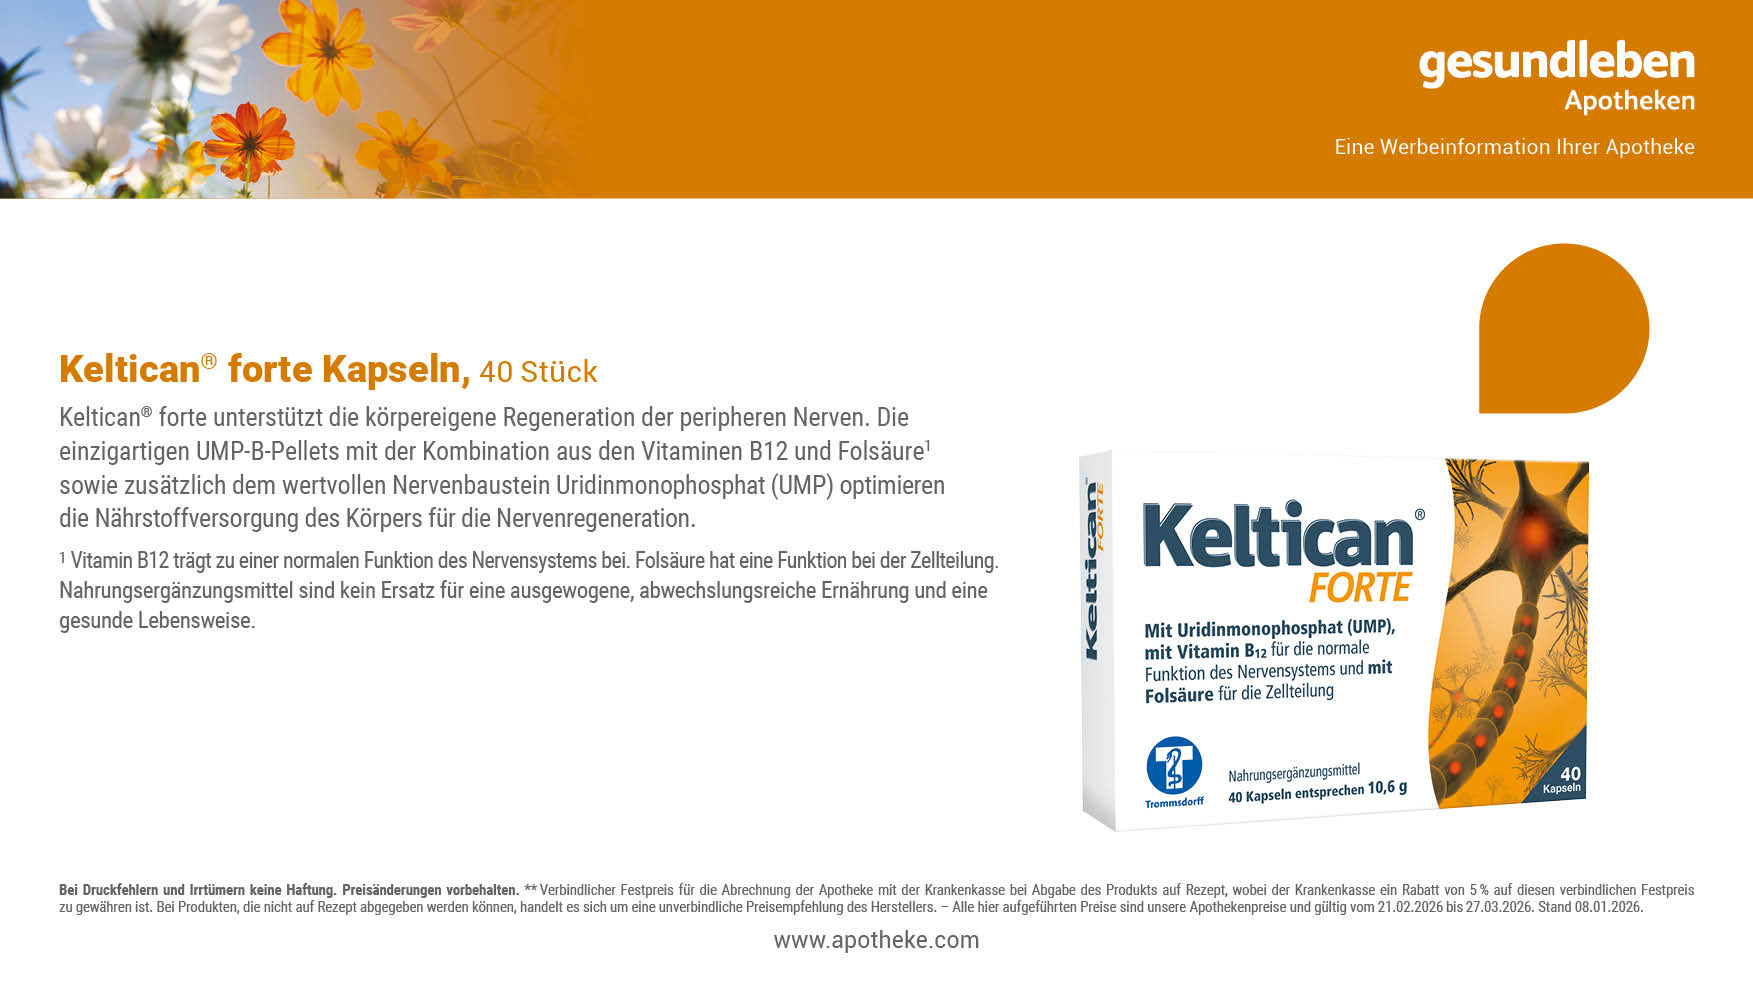 gesundleben
Apotheken
Eine Werbeinformation Ihrer Apotheke
Keltican® forte Kapseln, 40 Stück
Keltican® forte unterstützt die körpereigene Regeneration der peripheren Nerven. Die
einzigartigen UMP-B-Pellets mit der Kombination aus den Vitaminen B12 und Folsäure¹
sowie zusätzlich dem wertvollen Nervenbaustein Uridinmonophosphat (UMP) optimieren
die Nährstoffversorgung des Körpers für die Nervenregeneration.
¹ Vitamin B12 trägt zu einer normalen Funktion des Nervensystems bei. Folsäure hat eine Funktion bei der Zellteilung.
Nahrungsergänzungsmittel sind kein Ersatz für eine ausgewogene, abwechslungsreiche Ernährung und eine
gesunde Lebensweise.
Keltican™
FORTE
Keltican®
FORTE
Mit Uridinmonophosphat (UMP),
mit Vitamin B₁₂ für die normale
Funktion des Nervensystems und mit
Folsäure für die Zellteilung
Trommsdorff
Nahrungsergänzungsmittel
40 Kapseln entsprechen 10,6 g
40
Kapseln
Bei Druckfehlern und Irrtümern keine Haftung. Preisänderungen vorbehalten. ** Verbindlicher Festpreis für die Abrechnung der Apotheke mit der Krankenkasse bei Abgabe des Produkts auf Rezept, wobei der Krankenkasse ein Rabatt von 5 % auf diesen verbindlichen Festpreis
zu gewähren ist. Bei Produkten, die nicht auf Rezept abgegeben werden können, handelt es sich um eine unverbindliche Preisempfehlung des Herstellers. – Alle hier aufgeführten Preise sind unsere Apothekenpreise und gültig vom 21.02.2026 bis 27.03.2026. Stand 08.01.2026.
www.apotheke.com